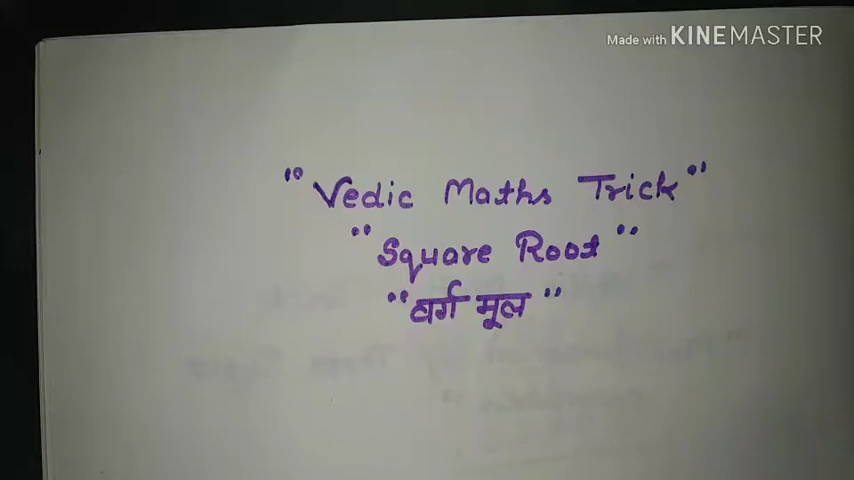 Made with KINEMASTER
"Vedic Maths Trick"
"Square Root"
"वर्ग मूल"